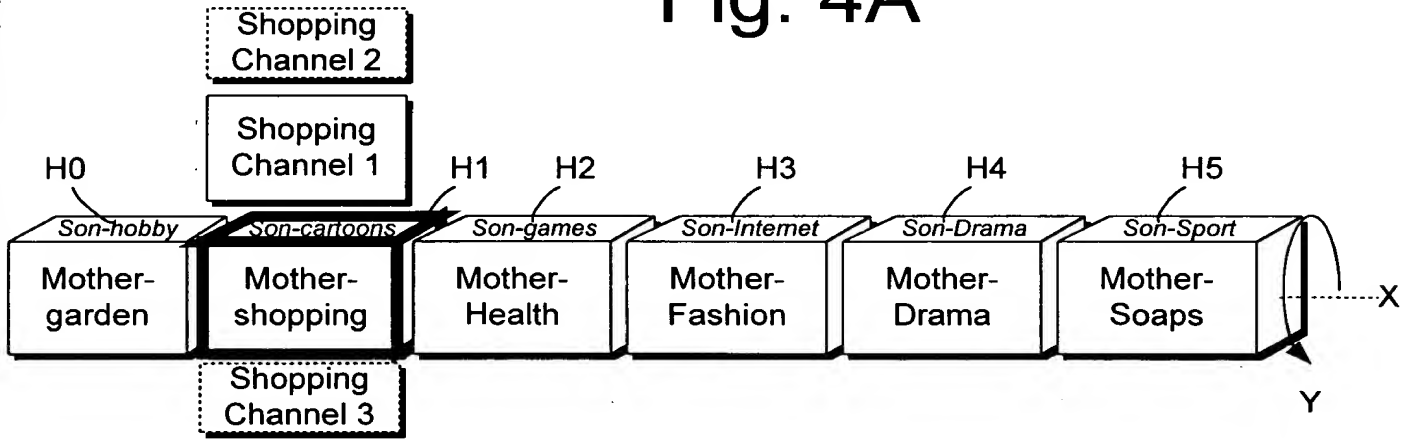 Fig. 4A
Shopping
Channel 2
Shopping
Channel 1
H0
H1
H2
H3
H4
H5
Son-hobby
Son-cartoons
Son-games
Son-Internet
Son-Drama
Son-Sport
Mother-
garden
Mother-
shopping
Mother-
Health
Mother-
Fashion
Mother-
Drama
Mother-
Soaps
X
Shopping
Channel 3
Y